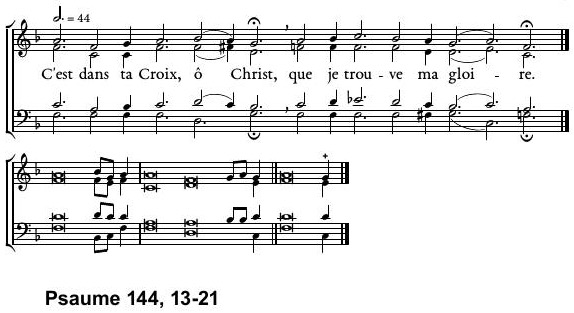 = 44
C'est dans ta Croix, ô Christ, que je trou - ve ma gloi - re.
Psaume 144, 13-21